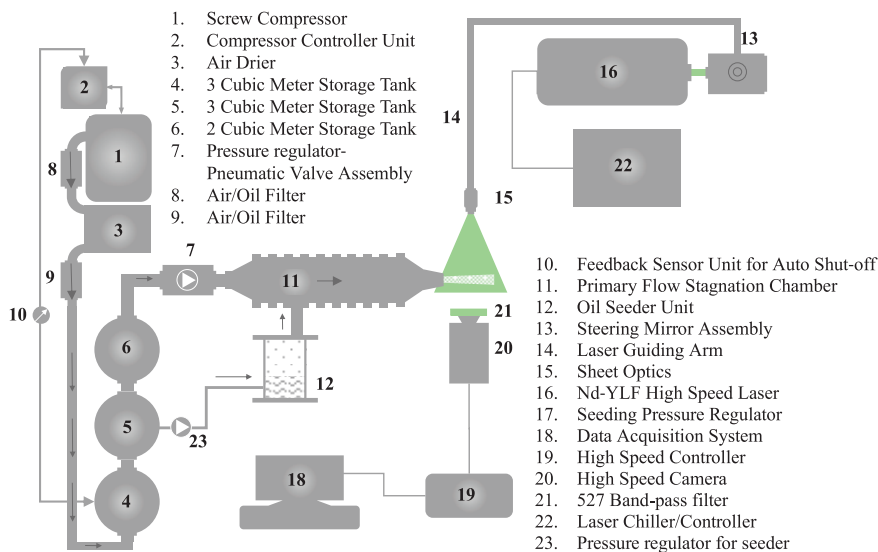 1. Screw Compressor
2. Compressor Controller Unit
3. Air Drier
4. 3 Cubic Meter Storage Tank
5. 3 Cubic Meter Storage Tank
6. 2 Cubic Meter Storage Tank
7. Pressure regulator-
Pneumatic Valve Assembly
8. Air/Oil Filter
9. Air/Oil Filter
10. Feedback Sensor Unit for Auto Shut-off
11. Primary Flow Stagnation Chamber
12. Oil Seeder Unit
13. Steering Mirror Assembly
14. Laser Guiding Arm
15. Sheet Optics
16. Nd-YLF High Speed Laser
17. Seeding Pressure Regulator
18. Data Acquisition System
19. High Speed Controller
20. High Speed Camera
21. 527 Band-pass filter
22. Laser Chiller/Controller
23. Pressure regulator for seeder
2
1
8
3
9
10
6
5
4
7
11
12
23
13
16
14
22
15
21
20
18
19